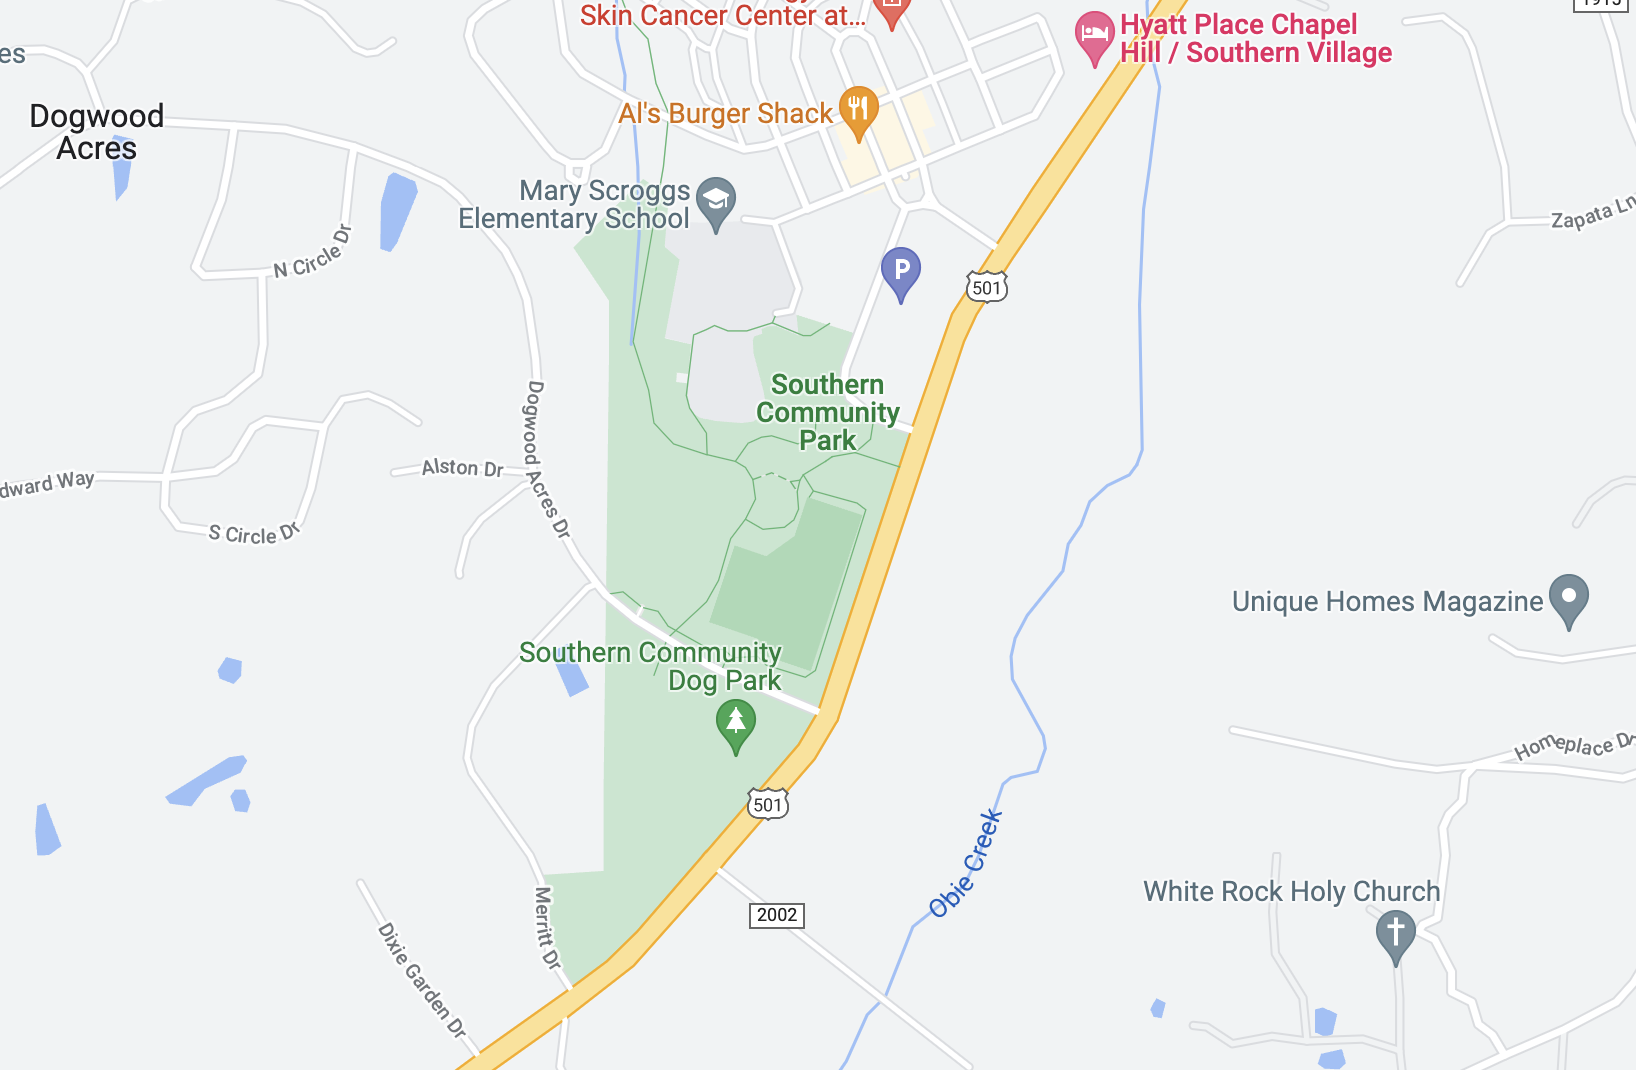 Skin Cancer Center at...
Hyatt Place Chapel
Hill / Southern Village
1915
es
Dogwood
Acres
Al's Burger Shack
Mary Scroggs
Elementary School
Zapata Ln
N Circle Dr
P
501
Dogwood Acres Dr
Southern
Community
Park
Alston Dr
dward Way
S Circle Dr
Unique Homes Magazine
Southern Community
Dog Park
Homeplace Dr
501
Obie Creek
Merritt Dr
2002
White Rock Holy Church
Dixie Garden Dr